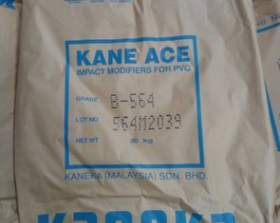 KANE ACE
IMPACT MODIFIERS FOR PVC
GRADE B-564
LOT NO 564M2039
NET WT 20 kg
KANEKA (MALAYSIA) SDN. BHD.